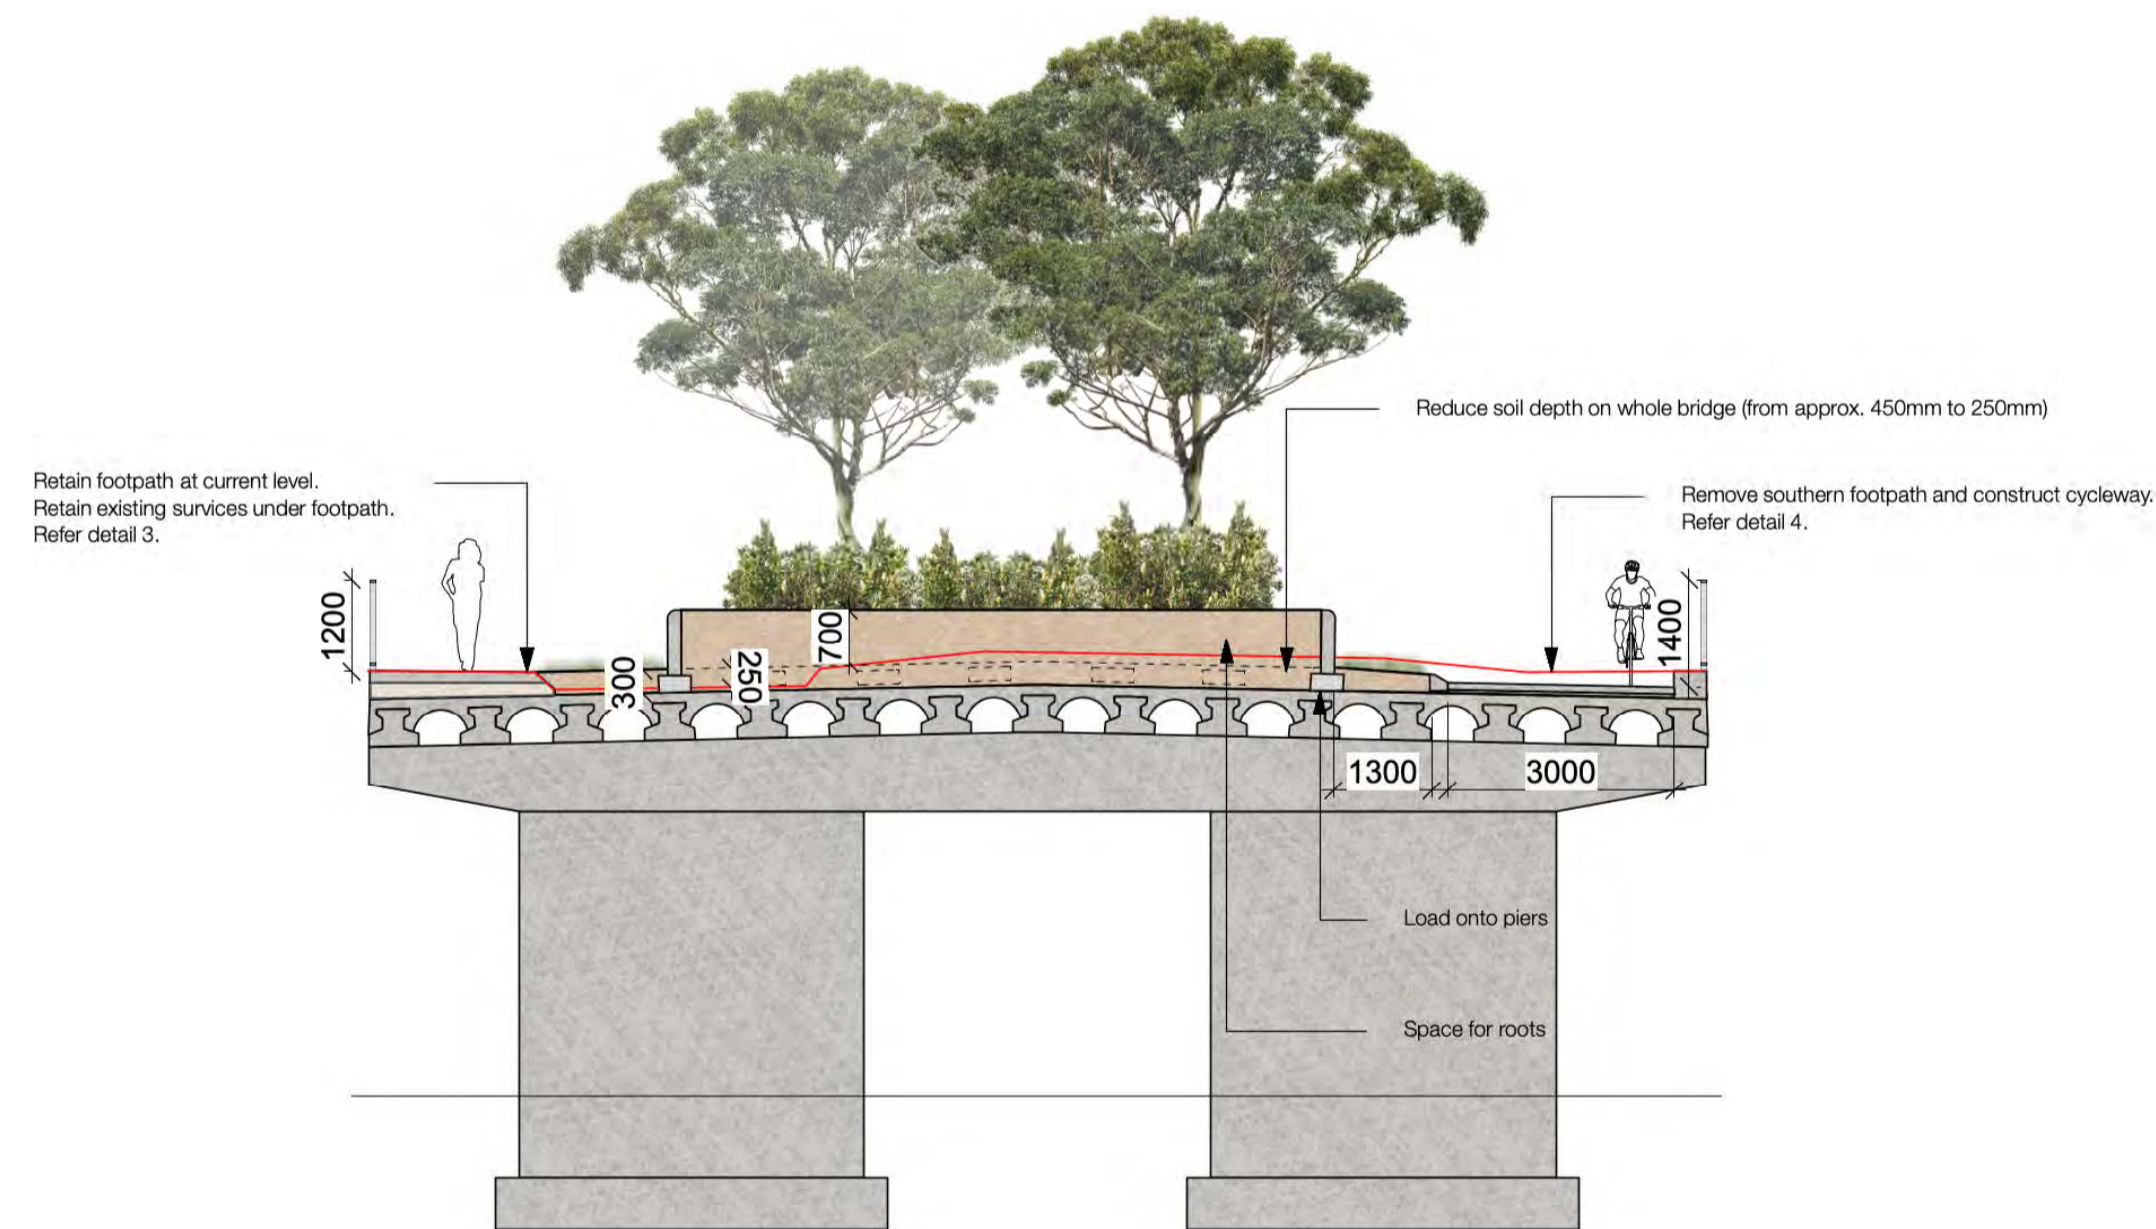 Reduce soil depth on whole bridge (from approx. 450mm to 250mm)
Retain footpath at current level.
Retain existing survices under footpath.
Refer detail 3.
Remove southern footpath and construct cycleway.
Refer detail 4.
1200
300
250
700
1400
1300
3000
Load onto piers
Space for roots